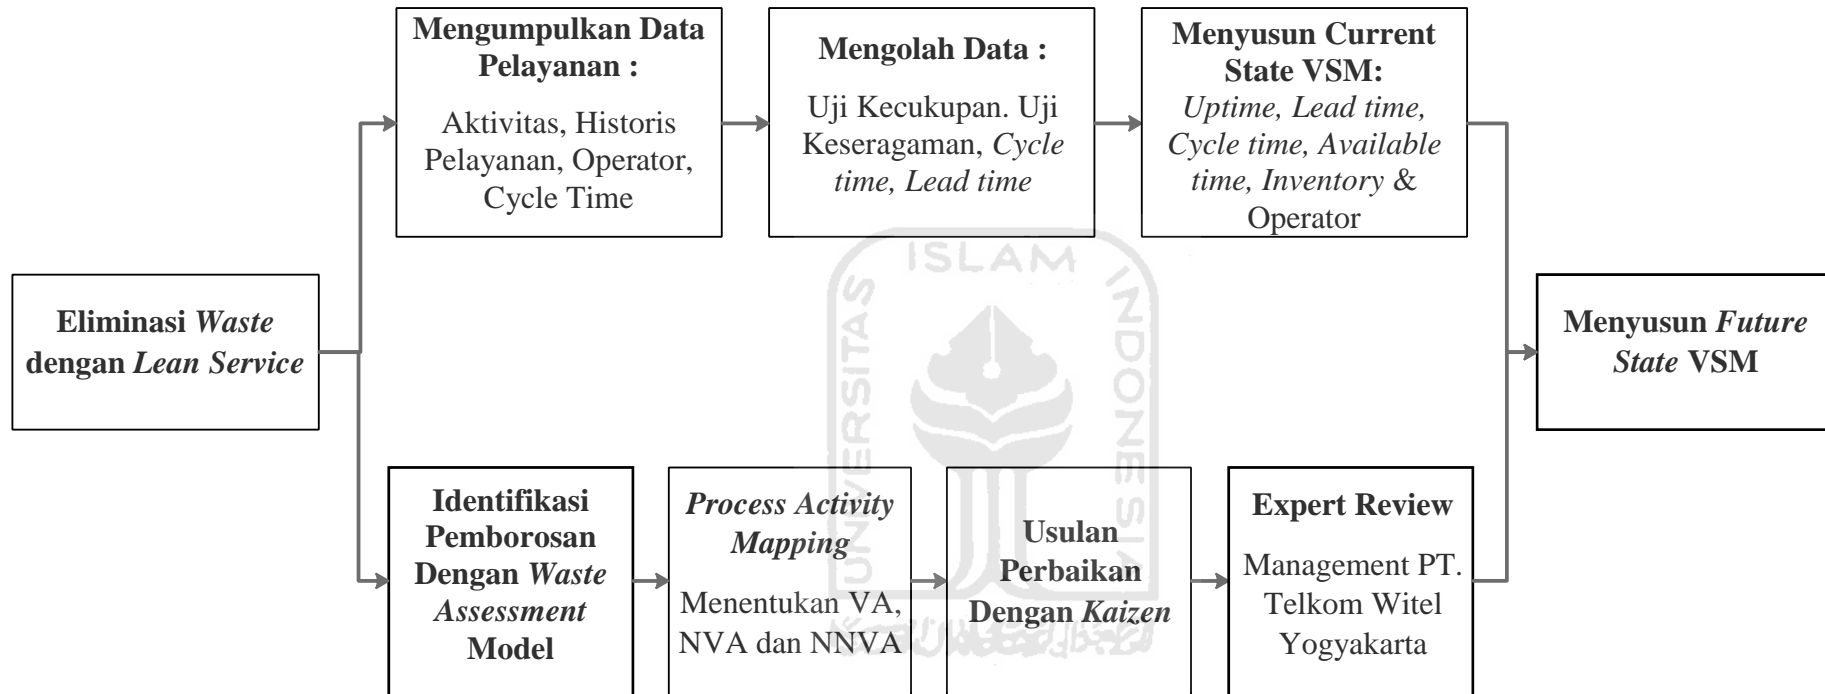 Mengumpulkan Data
Pelayanan :
Aktivitas, Historis
Pelayanan, Operator,
Cycle Time
Mengolah Data :
Uji Kecukupan. Uji
Keseragaman, Cycle
time, Lead time
Menyusun Current
State VSM:
Uptime, Lead time,
Cycle time, Available
time, Inventory &
Operator
Eliminasi Waste
dengan Lean Service
Menyusun Future
State VSM
Identifikasi
Pemborosan
Dengan Waste
Assessment
Model
Process Activity
Mapping
Menentukan VA,
NVA dan NNVA
Usulan
Perbaikan
Dengan Kaizen
Expert Review
Management PT.
Telkom Witel
Yogyakarta
UNIVERSITAS
ISLAM
INDONESIA